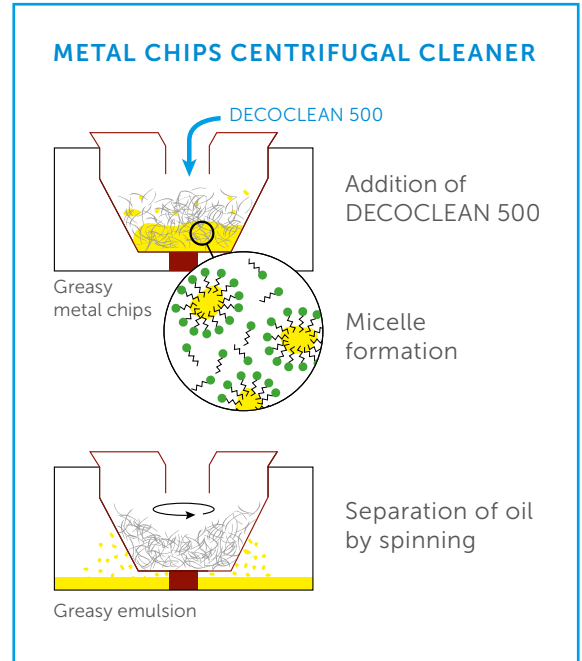 METAL CHIPS CENTRIFUGAL CLEANER
DECOCLEAN 500
Addition of
DECOCLEAN 500
Greasy
metal chips
Micelle
formation
Separation of oil
by spinning
Greasy emulsion